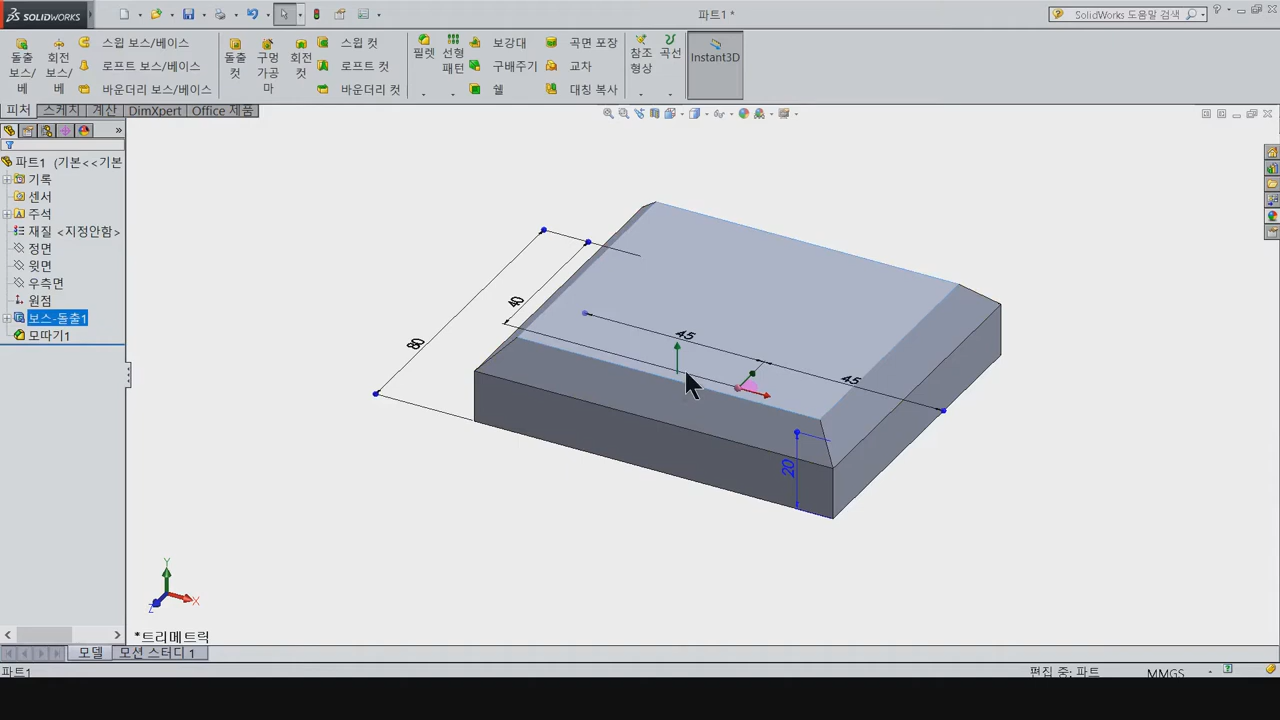 SOLIDWORKS
파트1 *
SolidWorks 도움말 검색
돌출 보스/베
회전 보스/베
스윕 보스/베이스
로프트 보스/베이스
바운더리 보스/베이스
돌출 컷
구멍 가공 마
회전 컷
스윕 컷
로프트 컷
바운더리 컷
필렛
선형 패턴
보강대
구배주기
쉘
곡면 포장
교차
대칭 복사
참조 형상
곡선
Instant3D
피처
스케치
계산
DimXpert
Office 제품
파트1 (기본<<기본
기록
센서
주석
재질 <지정안함>
정면
윗면
우측면
원점
보스-돌출1
모따기1
40
80
45
45
20
Y
X
Z
*트리메트릭
모델
모션 스터디 1
파트1
편집 중: 파트
MMGS